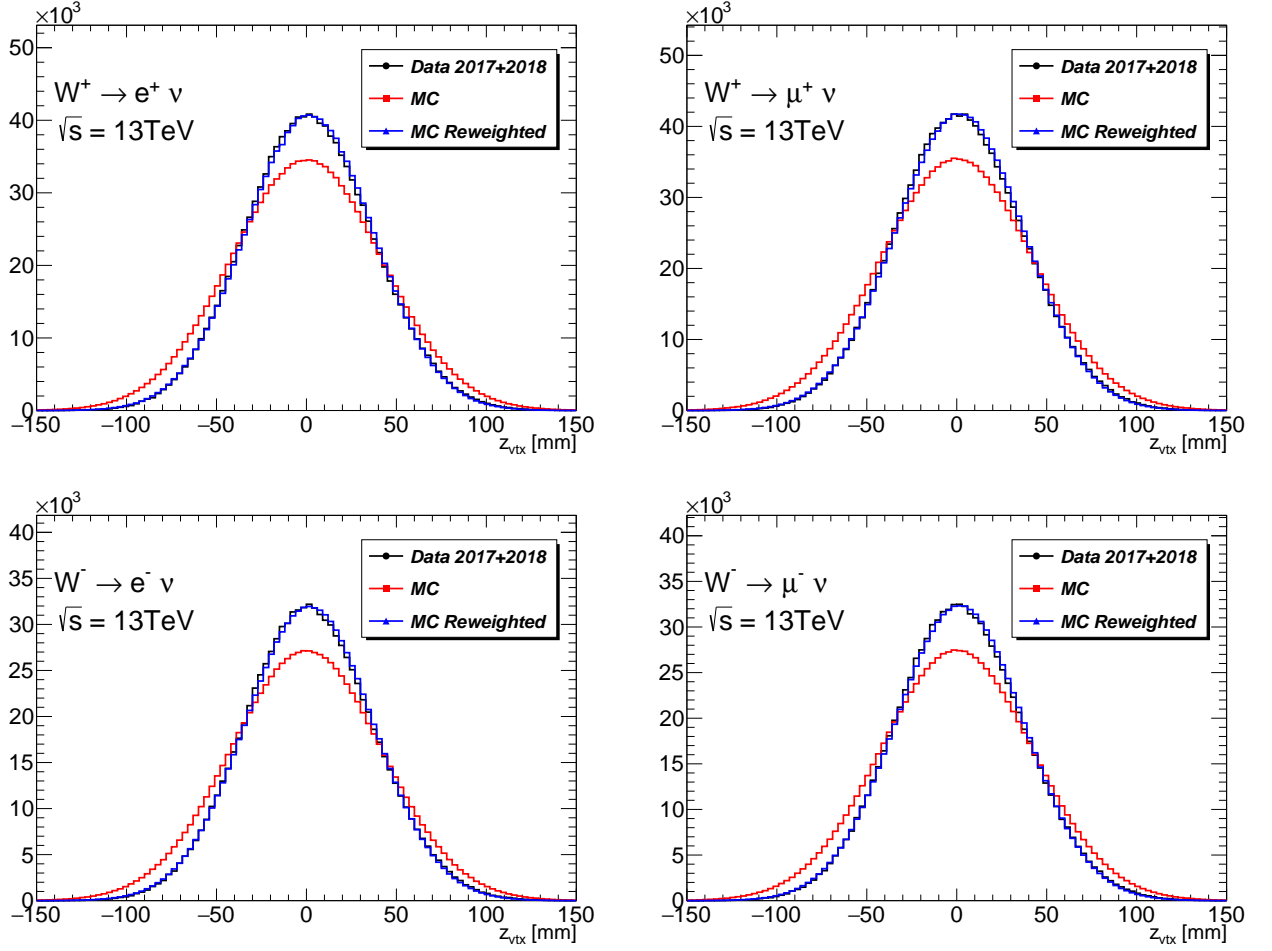 ×10³
50
40
30
20
10
0
W⁺ → e⁺ ν
√s = 13TeV
Data 2017+2018
MC
MC Reweighted
−150 −100 −50 0 50 100 150
z_vtx [mm]
×10³
50
40
30
20
10
0
W⁺ → μ⁺ ν
√s = 13TeV
Data 2017+2018
MC
MC Reweighted
−150 −100 −50 0 50 100 150
z_vtx [mm]
×10³
40
35
30
25
20
15
10
5
0
W⁻ → e⁻ ν
√s = 13TeV
Data 2017+2018
MC
MC Reweighted
−150 −100 −50 0 50 100 150
z_vtx [mm]
×10³
40
35
30
25
20
15
10
5
0
W⁻ → μ⁻ ν
√s = 13TeV
Data 2017+2018
MC
MC Reweighted
−150 −100 −50 0 50 100 150
z_vtx [mm]